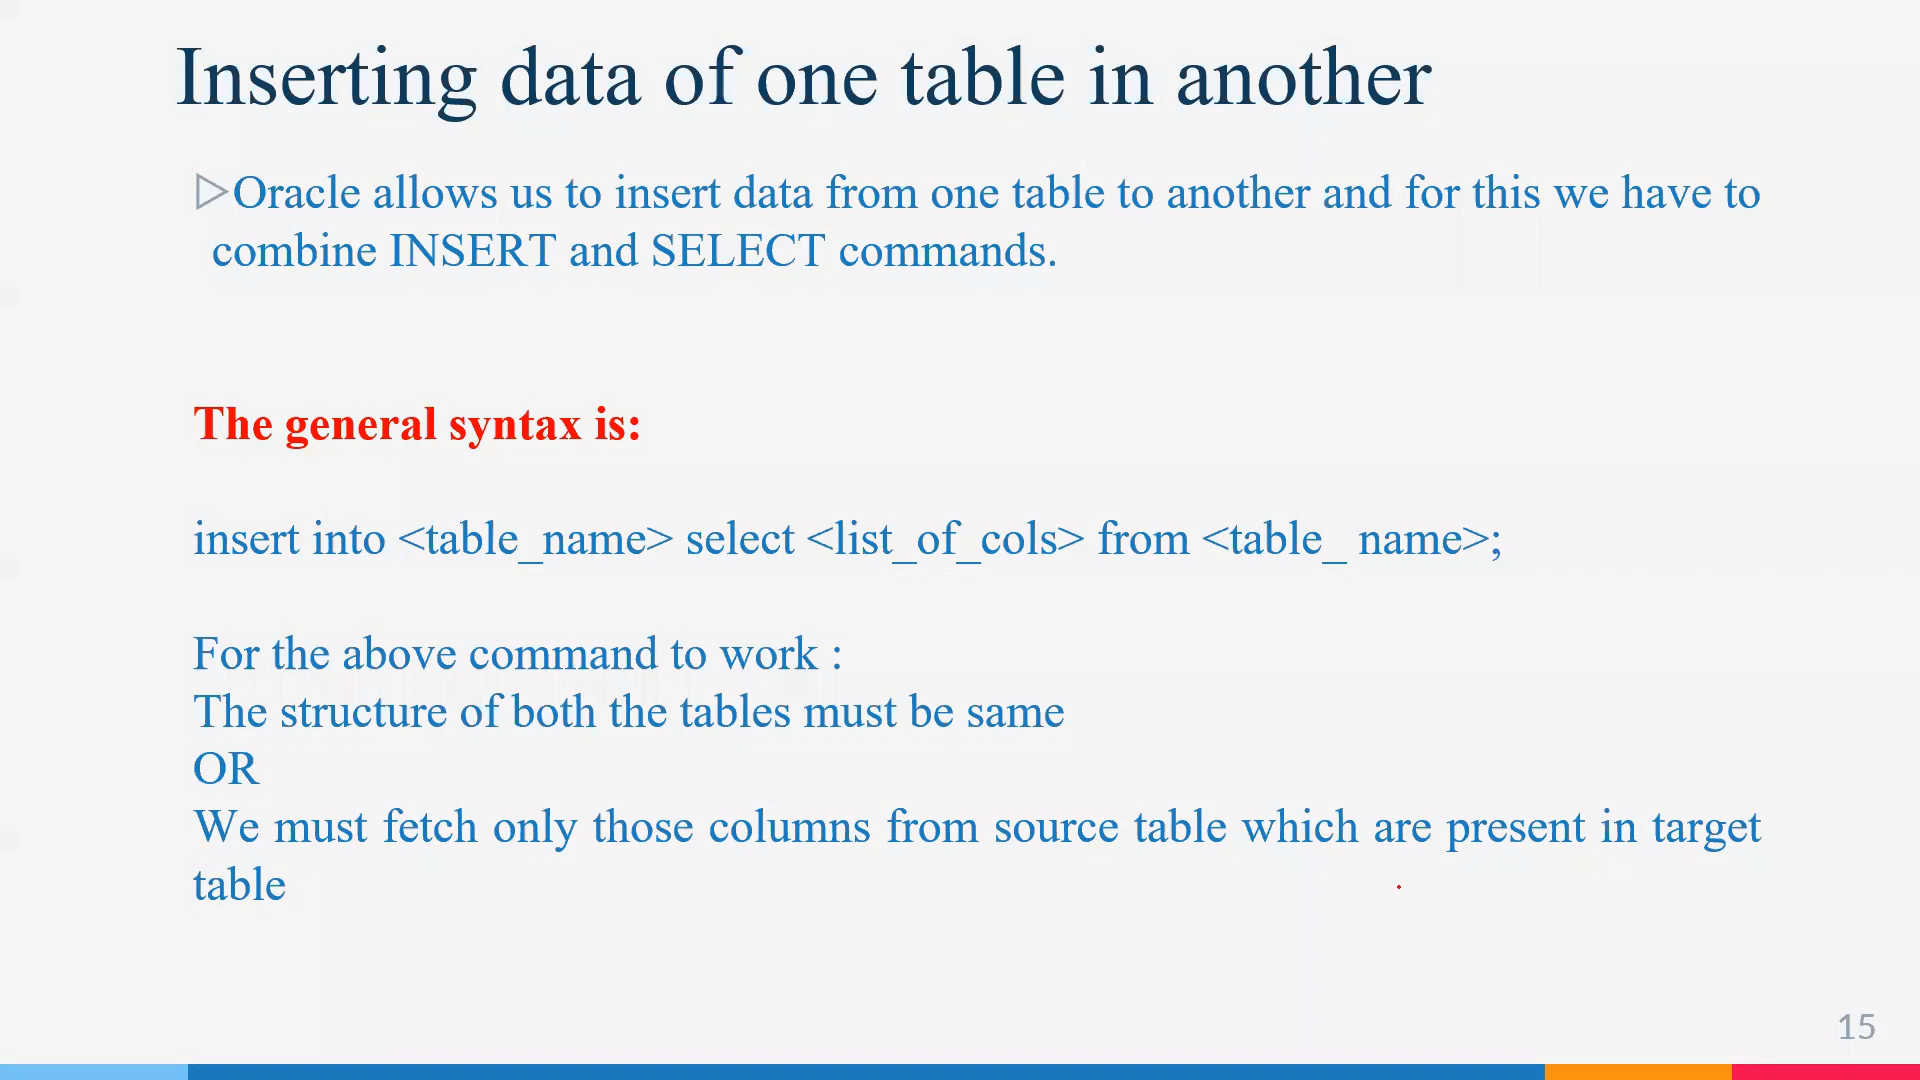 Inserting data of one table in another
Oracle allows us to insert data from one table to another and for this we have to
combine INSERT and SELECT commands.
The general syntax is:
insert into <table_name> select <list_of_cols> from <table_ name>;
For the above command to work :
The structure of both the tables must be same
OR
We must fetch only those columns from source table which are present in target
table
15